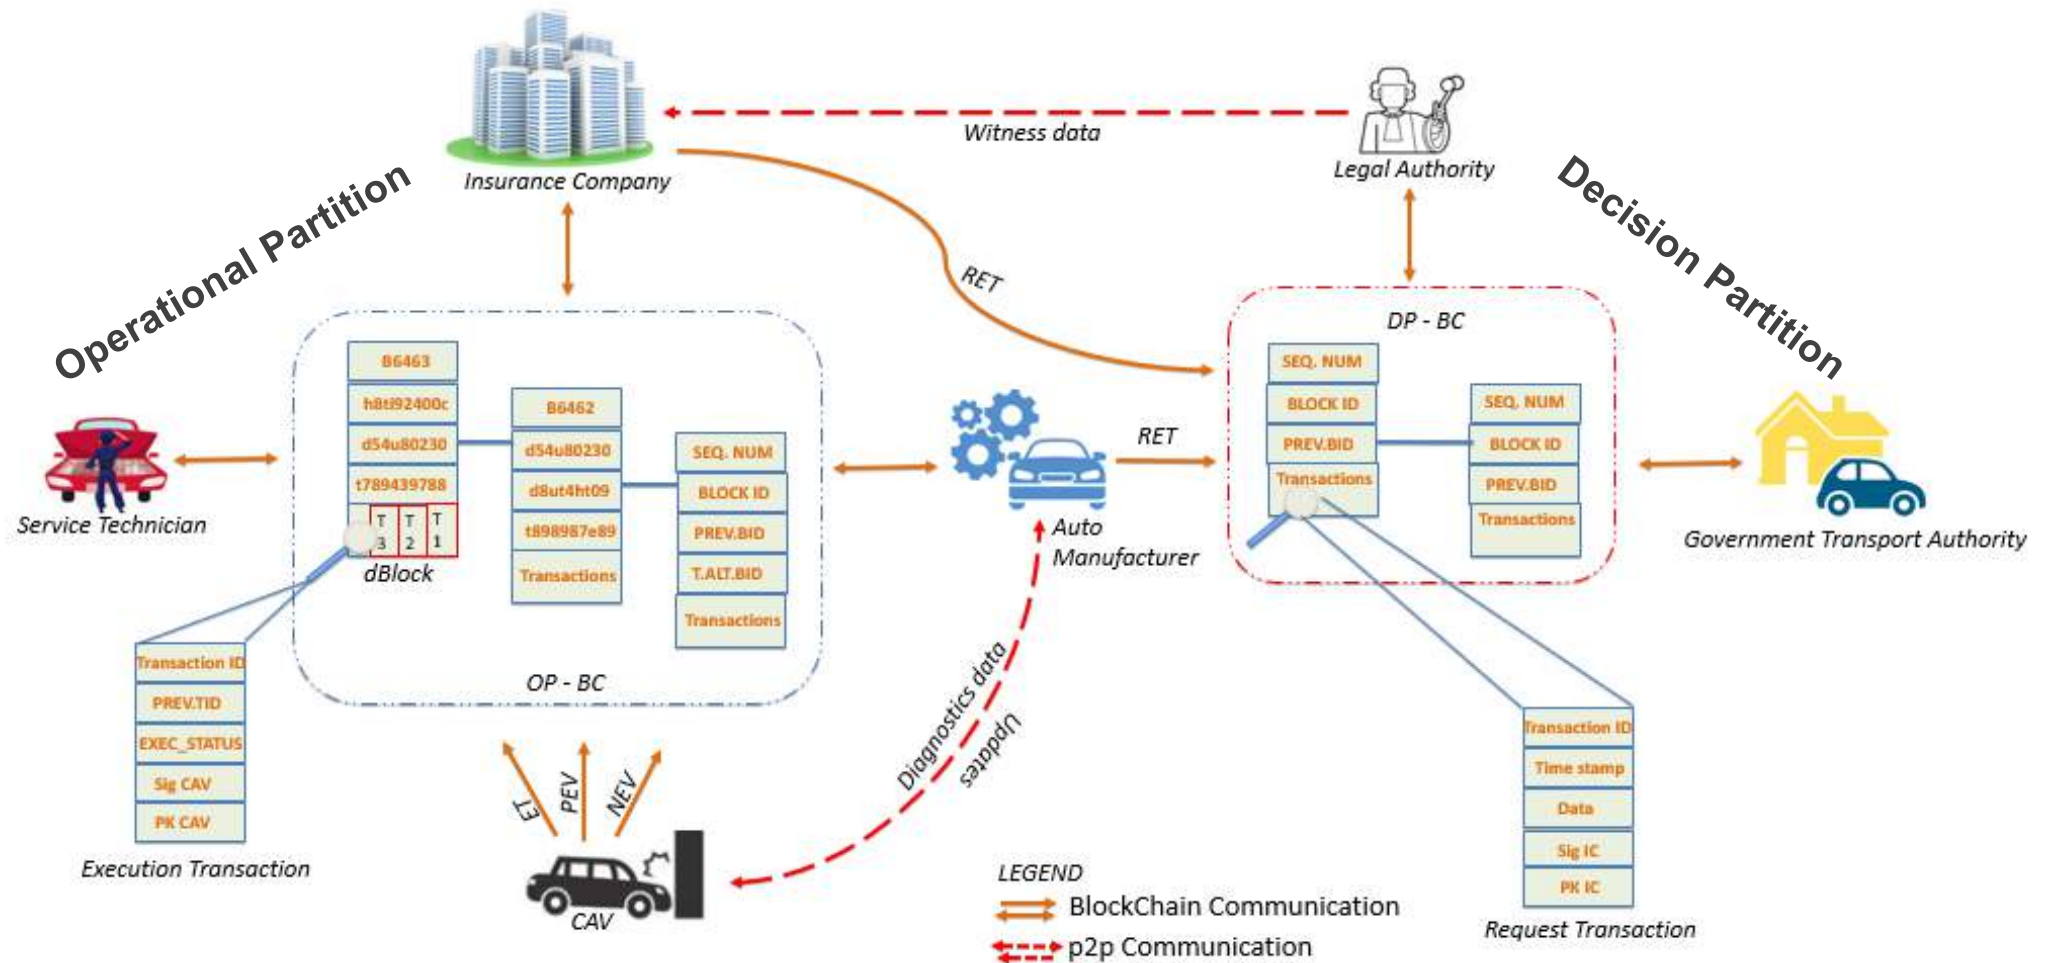 Operational Partition
Decision Partition
Insurance Company
Witness data
Legal Authority
RET
Service Technician
B6463
h8ti92400c
d54u80230
t789439788
T
3
T
2
T
1
dBlock
B6462
d54u80230
d8ut4ht09
t898987e89
Transactions
SEQ. NUM
BLOCK ID
PREV.BID
T.ALT.BID
Transactions
OP - BC
Auto
Manufacturer
RET
DP - BC
SEQ. NUM
BLOCK ID
PREV.BID
Transactions
SEQ. NUM
BLOCK ID
PREV.BID
Transactions
Government Transport Authority
Transaction ID
PREV.TID
EXEC_STATUS
Sig CAV
PK CAV
Execution Transaction
ET
PEV
NEV
CAV
Diagnostics data
Updates
Transaction ID
Time stamp
Data
Sig IC
PK IC
Request Transaction
LEGEND
BlockChain Communication
p2p Communication